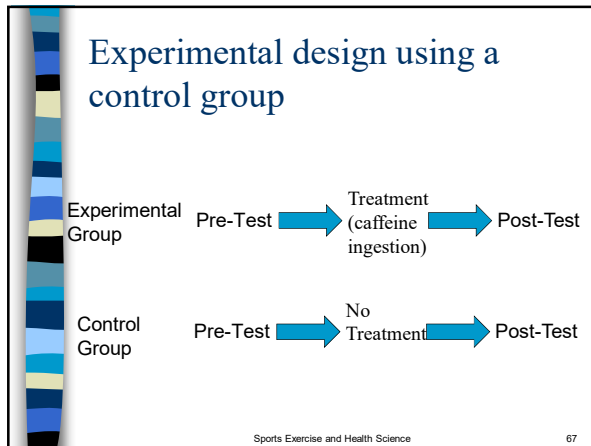 Experimental design using a
control group
Experimental
Group
Pre-Test
Treatment
(caffeine
ingestion)
Post-Test
Control
Group
Pre-Test
No
Treatment
Post-Test
Sports Exercise and Health Science
67